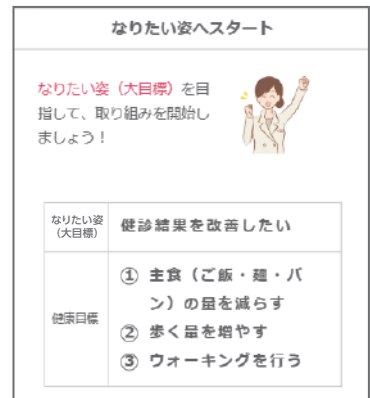 なりたい姿へスタート
なりたい姿（大目標）を目
指して、取り組みを開始し
ましょう！
なりたい姿
（大目標）
健診結果を改善したい
健康目標
① 主食（ご飯・麺・パ
ン）の量を減らす
② 歩く量を増やす
③ ウォーキングを行う